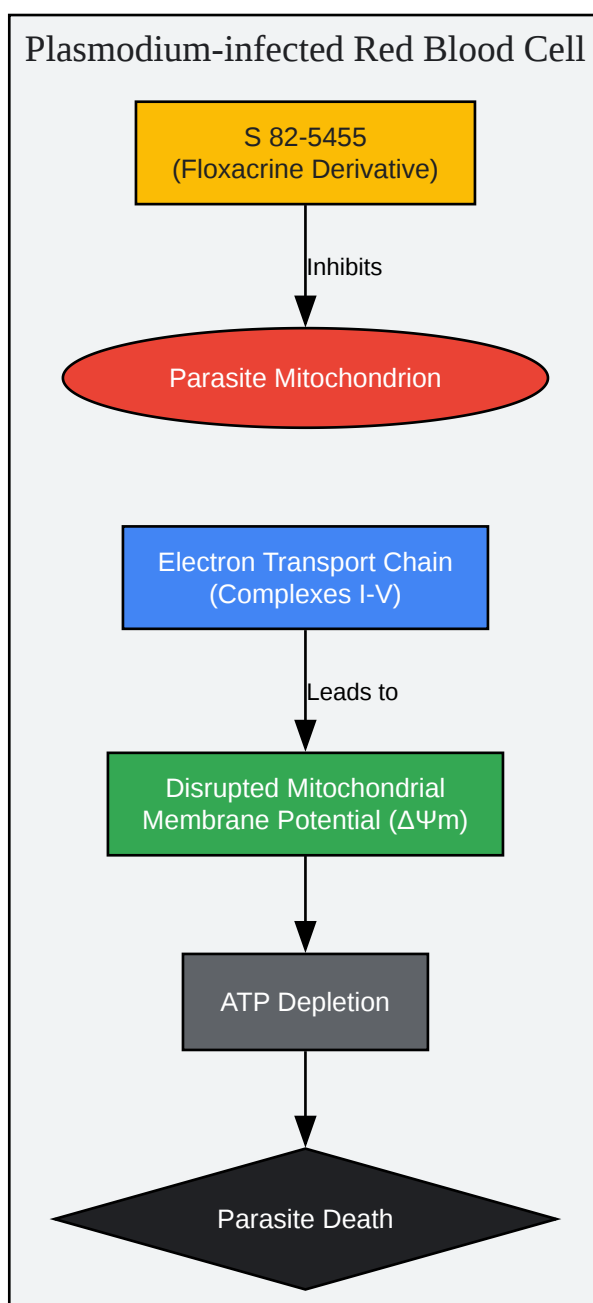 Plasmodium-infected Red Blood Cell
S 82-5455
(Floxacrine Derivative)
Inhibits
Parasite Mitochondrion
Electron Transport Chain
(Complexes I-V)
Leads to
Disrupted Mitochondrial
Membrane Potential (ΔΨm)
ATP Depletion
Parasite Death